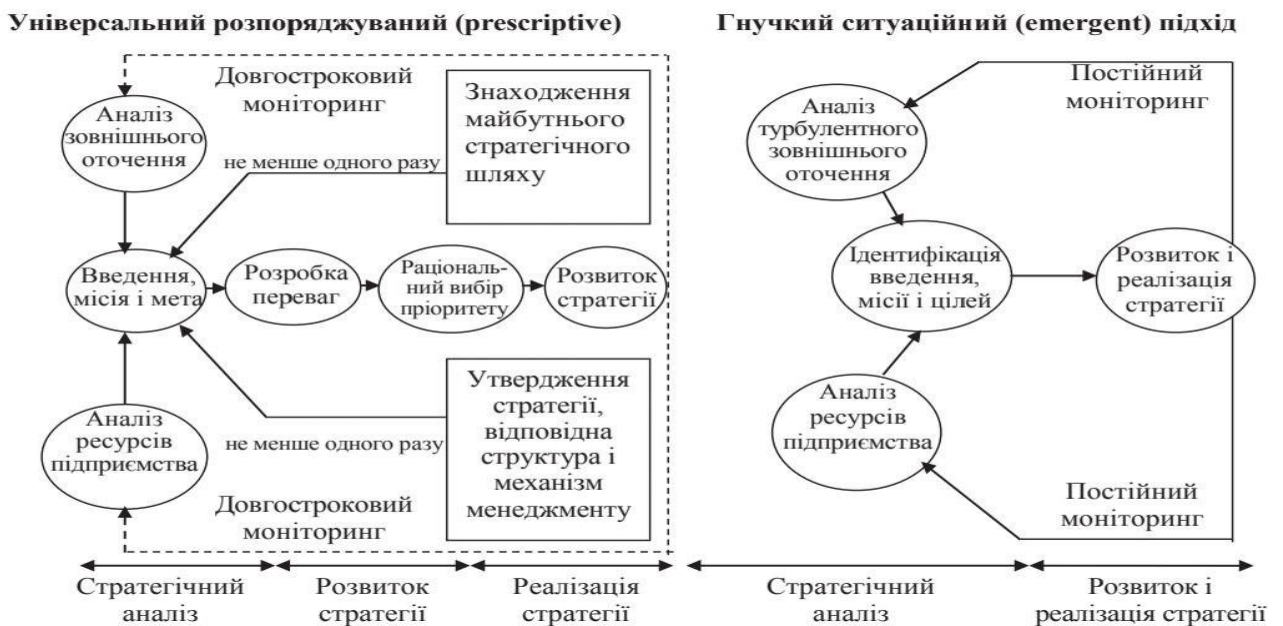 Універсальний розпоряджуваний (prescriptive)
Довгостроковий
моніторинг
Аналіз
зовнішнього
оточення
Знаходження
майбутнього
стратегічного
шляху
не менше одного разу
Введення,
місія і мета
Розробка
переваг
Раціональ-
ний вибір
пріоритету
Розвиток
стратегії
Утвердження
стратегії,
відповідна
структура і
механізм
менеджменту
Аналіз
ресурсів
підприємства
не менше одного разу
Довгостроковий
моніторинг
Стратегічний
аналіз
Розвиток
стратегії
Реалізація
стратегії
Гнучкий ситуаційний (emergent) підхід
Постійний
моніторинг
Аналіз
турбулентного
зовнішнього
оточення
Ідентифікація
введення,
місії і цілей
Розвиток і
реалізація
стратегії
Аналіз
ресурсів
підприємства
Постійний
моніторинг
Стратегічний
аналіз
Розвиток і
реалізація стратегії